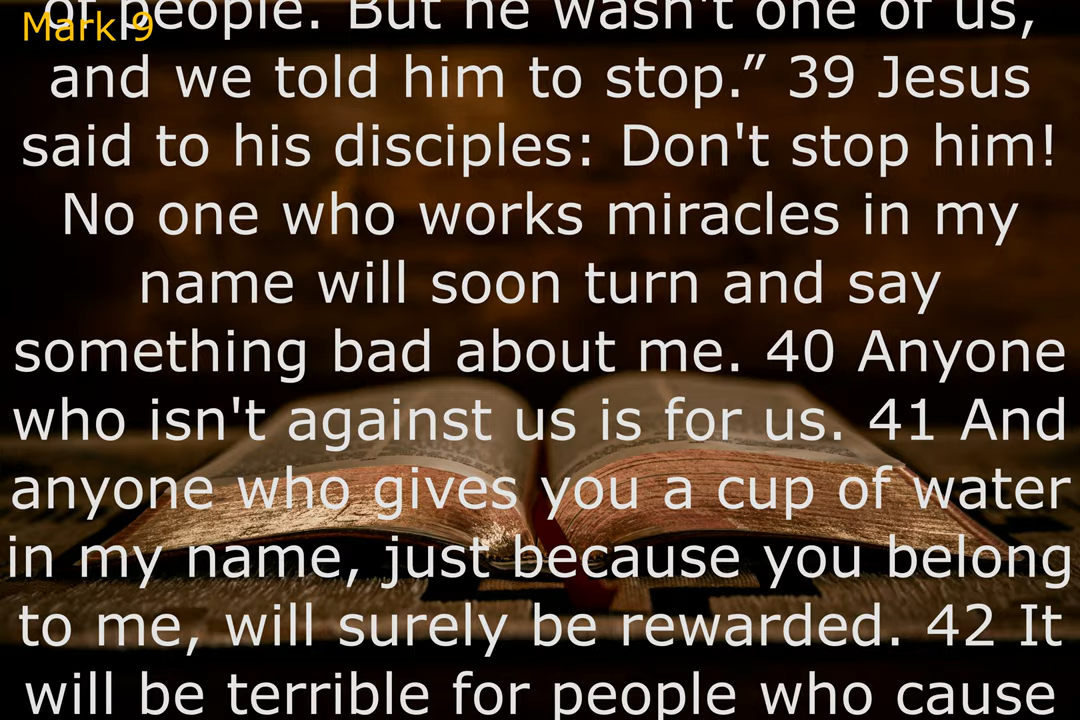 Mark 9
of people. But he wasn't one of us,
and we told him to stop.” 39 Jesus
said to his disciples: Don't stop him!
No one who works miracles in my
name will soon turn and say
something bad about me. 40 Anyone
who isn't against us is for us. 41 And
anyone who gives you a cup of water
in my name, just because you belong
to me, will surely be rewarded. 42 It
will be terrible for people who cause